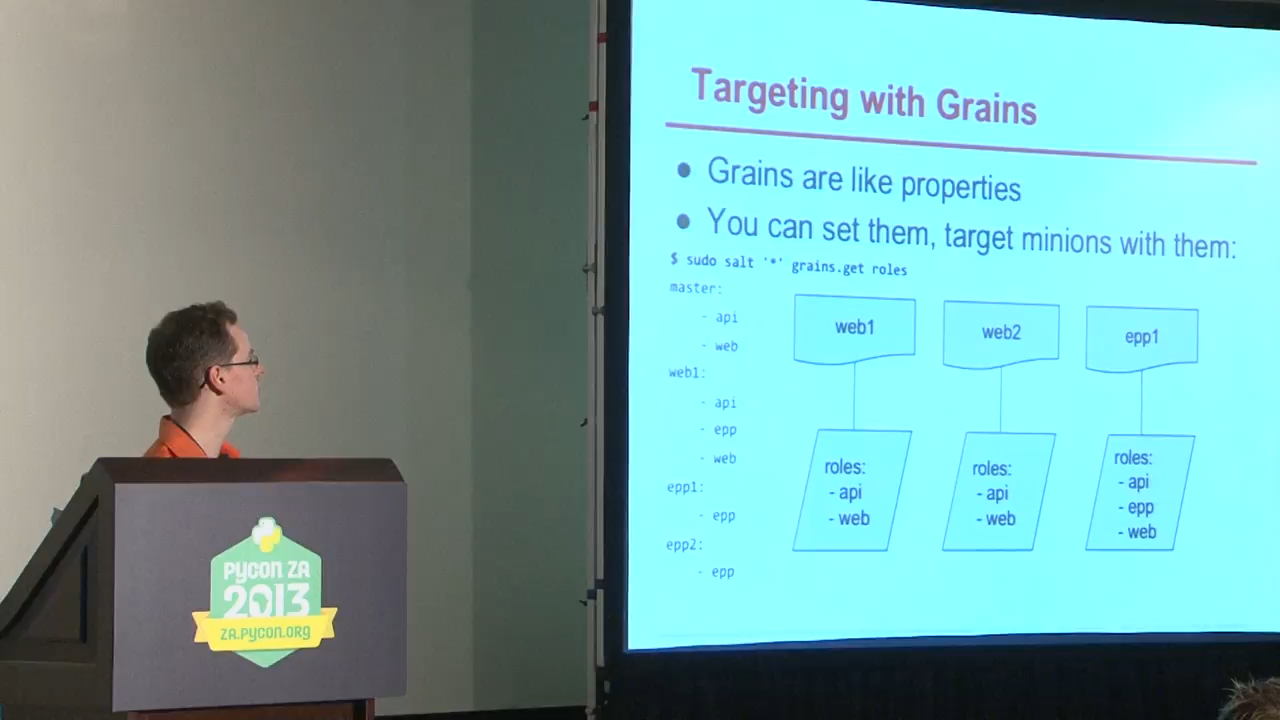 Targeting with Grains
● Grains are like properties
● You can set them, target minions with them:
$ sudo salt '*' grains.get roles
master:
- api
- web
web1:
- api
- epp
- web
epp1:
- epp
epp2:
- epp
web1
web2
epp1
roles:
- api
- web
roles:
- api
- web
roles:
- api
- epp
- web
PYCON ZA
2013
ZA.PYCON.ORG